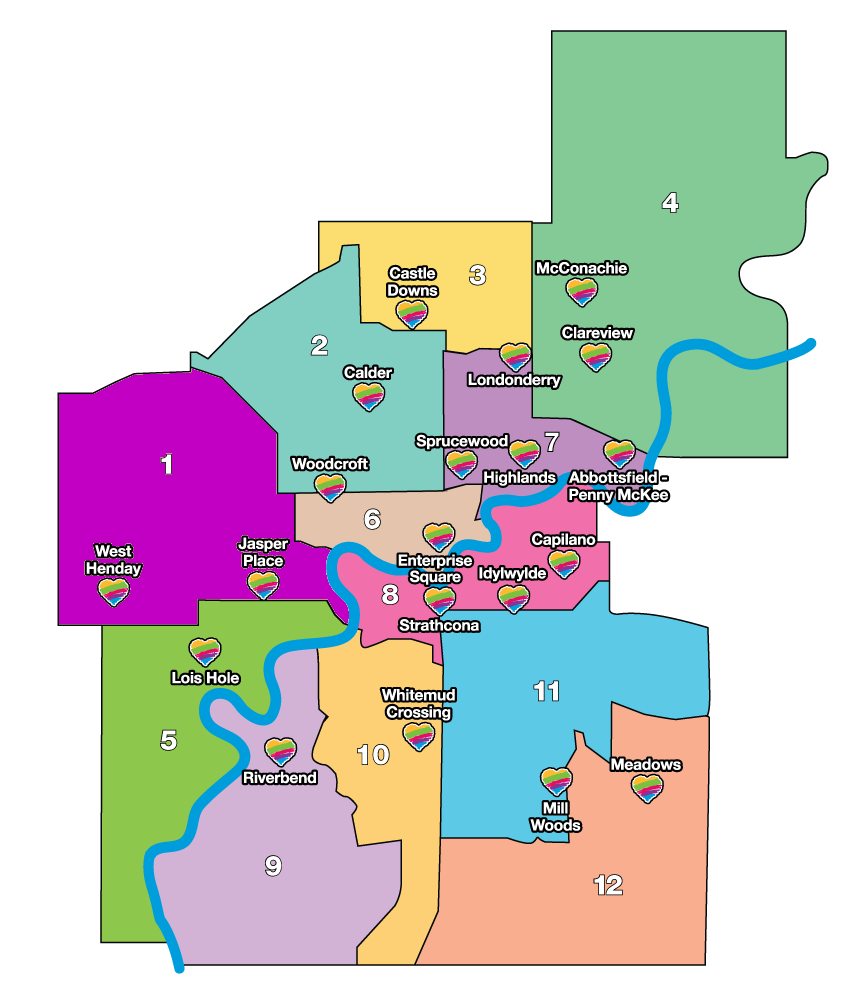 4
McConachie
3
Castle
Downs
Clareview
2
Calder
Londonderry
1
Sprucewood
7
Highlands
Abbottsfield -
Penny McKee
Woodcroft
6
West
Henday
Jasper
Place
Enterprise
Square
Capilano
Idylwylde
8
Strathcona
Lois Hole
11
Whitemud
Crossing
5
10
Riverbend
Meadows
Mill
Woods
9
12